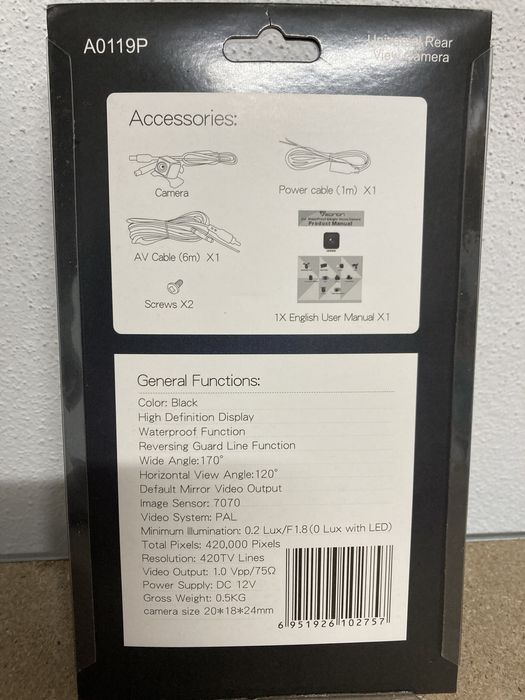 A0119P
Universal Rear
View Camera
Accessories:
Camera
Power cable (1m) X1
AV Cable (6m) X1
Product Manual
Screws X2
1X English User Manual X1
General Functions:
Color: Black
High Definition Display
Waterproof Function
Reversing Guard Line Function
Wide Angle:170°
Horizontal View Angle:120°
Default Mirror Video Output
Image Sensor: 7070
Video System: PAL
Minimum Illumination: 0.2 Lux/F1.8(0 Lux with LED)
Total Pixels: 420,000 Pixels
Resolution: 420TV Lines
Video Output: 1.0 Vpp/75Ω
Power Supply: DC 12V
Gross Weight: 0.5KG
camera size 20*18*24mm
6 951926 102757